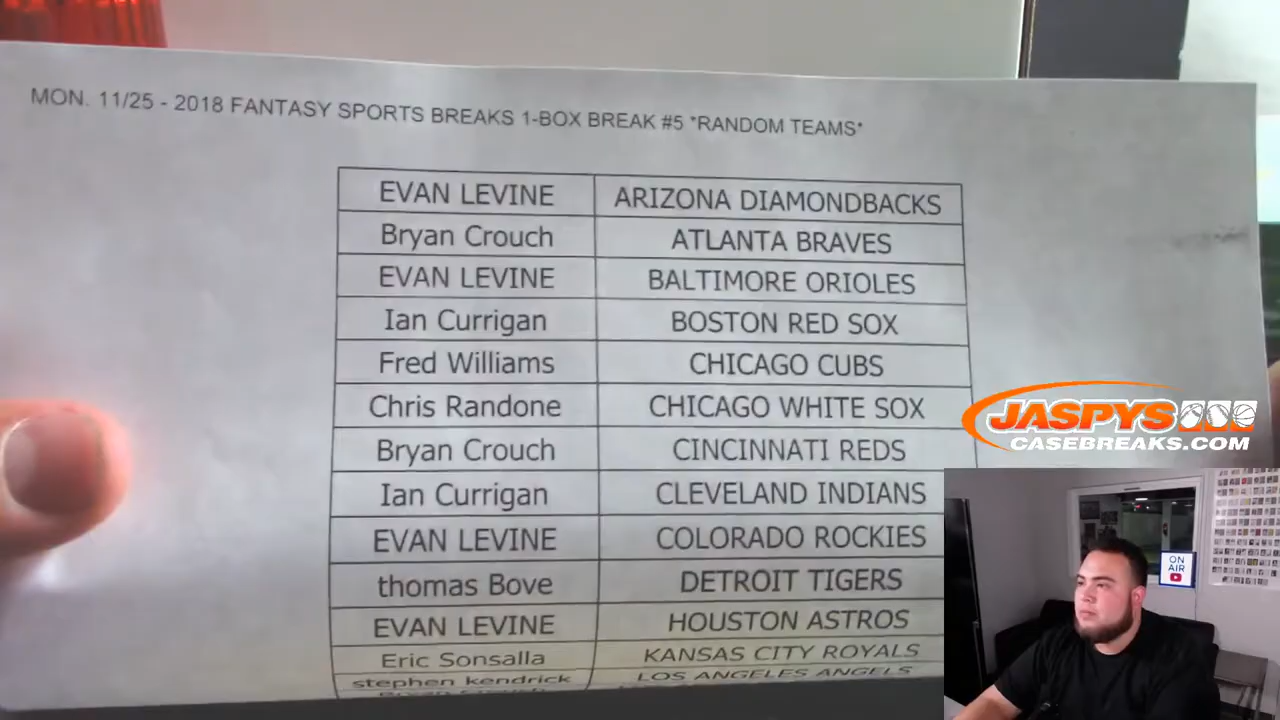 MON. 11/25 - 2018 FANTASY SPORTS BREAKS 1-BOX BREAK #5 *RANDOM TEAMS*
EVAN LEVINE ARIZONA DIAMONDBACKS
Bryan Crouch ATLANTA BRAVES
EVAN LEVINE BALTIMORE ORIOLES
Ian Currigan BOSTON RED SOX
Fred Williams CHICAGO CUBS
Chris Randone CHICAGO WHITE SOX
Bryan Crouch CINCINNATI REDS
Ian Currigan CLEVELAND INDIANS
EVAN LEVINE COLORADO ROCKIES
thomas Bove DETROIT TIGERS
EVAN LEVINE HOUSTON ASTROS
Eric Sonsalla KANSAS CITY ROYALS
stephen kendrick LOS ANGELES ANGELS
JASPYS
CASEBREAKS.COM
ON
AIR